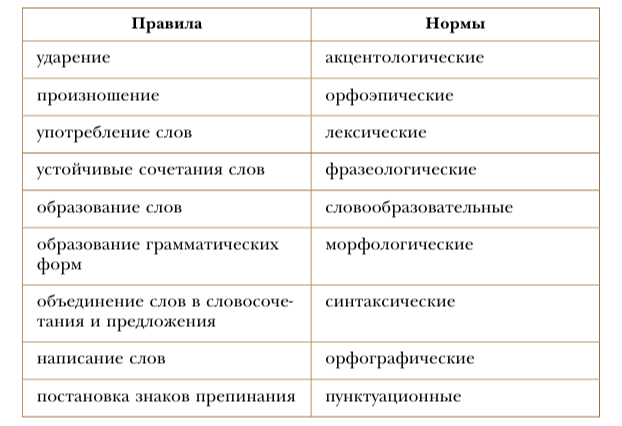 Правила Нормы
ударение акцентологические
произношение орфоэпические
употребление слов лексические
устойчивые сочетания слов фразеологические
образование слов словообразовательные
образование грамматических морфологические
форм
объединение слов в словосоче- синтаксические
тания и предложения
написание слов орфографические
постановка знаков препинания пунктуационные